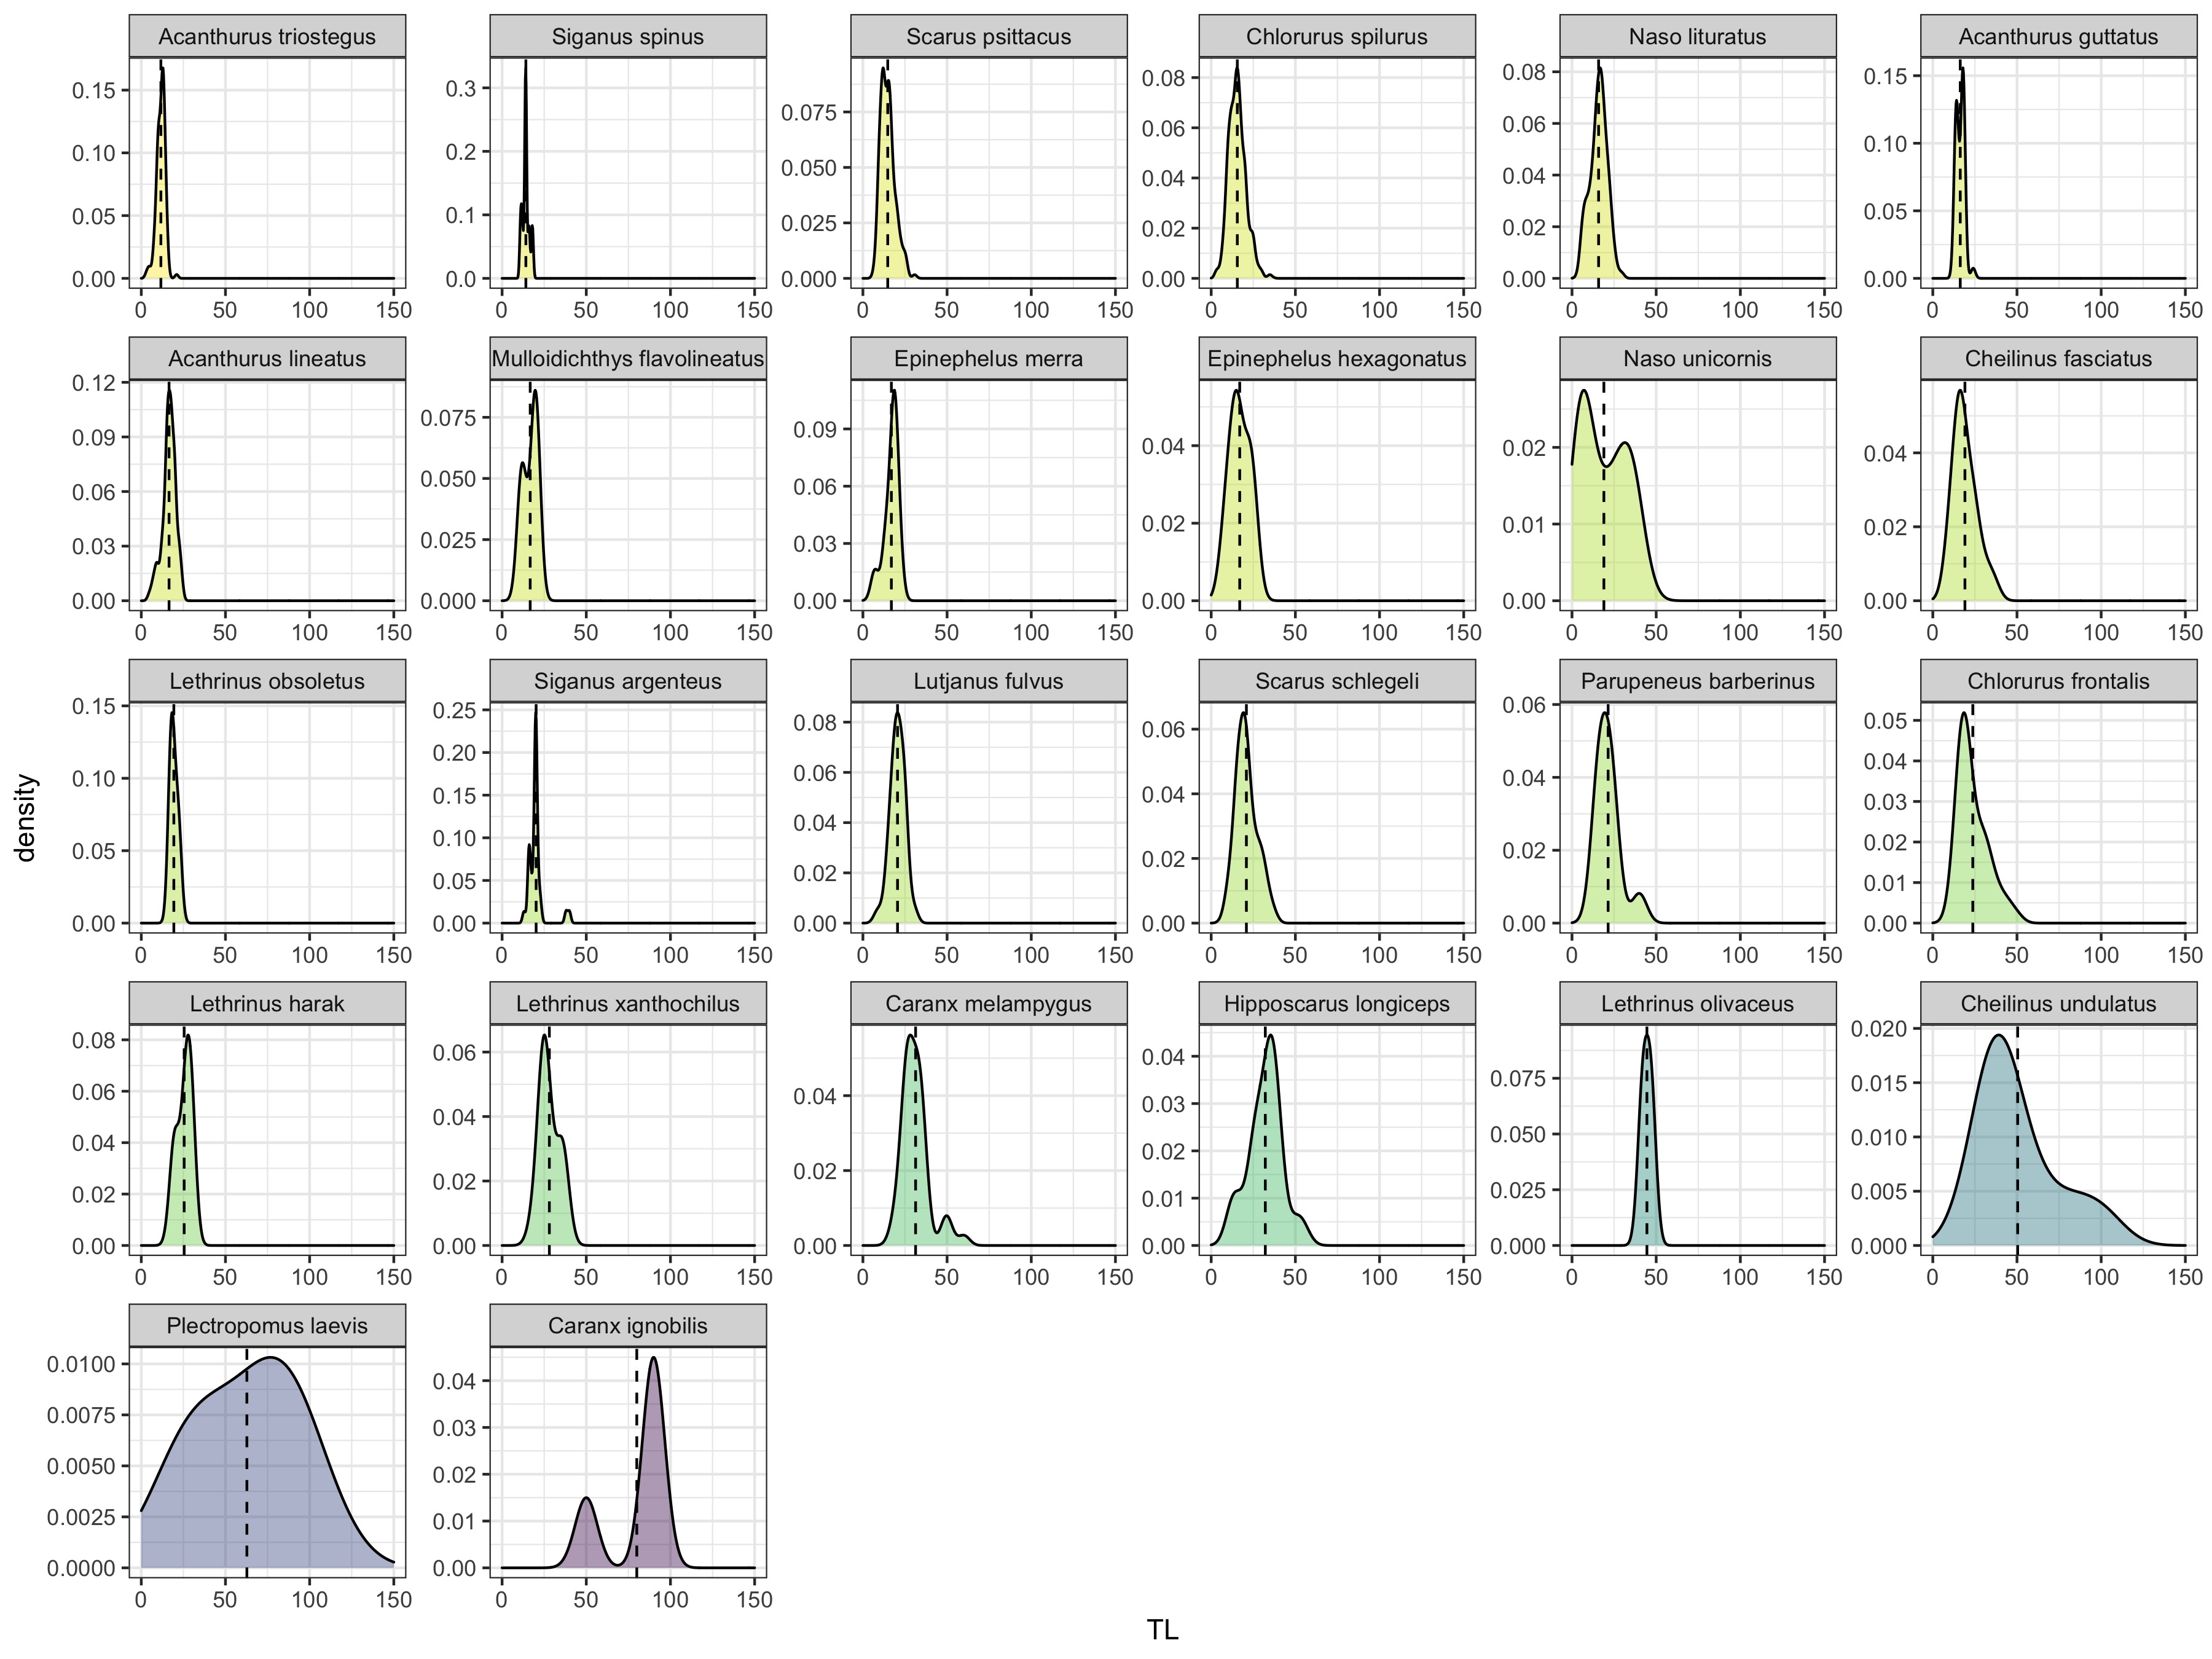 Acanthurus triostegus Siganus spinus Scarus psittacus Chlorurus spilurus Naso lituratus Acanthurus guttatus
0.15 0.10 0.05 0.00 0.3 0.2 0.1 0.0 0.075 0.050 0.025 0.000 0.08 0.06 0.04 0.02 0.00 0.08 0.06 0.04 0.02 0.00 0.15 0.10 0.05 0.00
0 50 100 150 0 50 100 150 0 50 100 150 0 50 100 150 0 50 100 150 0 50 100 150
Acanthurus lineatus Mulloidichthys flavolineatus Epinephelus merra Epinephelus hexagonatus Naso unicornis Cheilinus fasciatus
0.12 0.09 0.06 0.03 0.00 0.075 0.050 0.025 0.000 0.09 0.06 0.03 0.00 0.04 0.02 0.00 0.02 0.01 0.00 0.04 0.02 0.00
0 50 100 150 0 50 100 150 0 50 100 150 0 50 100 150 0 50 100 150 0 50 100 150
Lethrinus obsoletus Siganus argenteus Lutjanus fulvus Scarus schlegeli Parupeneus barberinus Chlorurus frontalis
0.15 0.10 0.05 0.00 0.25 0.20 0.15 0.10 0.05 0.00 0.08 0.06 0.04 0.02 0.00 0.06 0.04 0.02 0.00 0.06 0.04 0.02 0.00 0.05 0.04 0.03 0.02 0.01 0.00
0 50 100 150 0 50 100 150 0 50 100 150 0 50 100 150 0 50 100 150 0 50 100 150
density
Lethrinus harak Lethrinus xanthochilus Caranx melampygus Hipposcarus longiceps Lethrinus olivaceus Cheilinus undulatus
0.08 0.06 0.04 0.02 0.00 0.06 0.04 0.02 0.00 0.04 0.02 0.00 0.04 0.03 0.02 0.01 0.00 0.075 0.050 0.025 0.000 0.020 0.015 0.010 0.005 0.000
0 50 100 150 0 50 100 150 0 50 100 150 0 50 100 150 0 50 100 150 0 50 100 150
Plectropomus laevis Caranx ignobilis
0.0100 0.0075 0.0050 0.0025 0.0000 0.04 0.03 0.02 0.01 0.00
0 50 100 150 0 50 100 150
TL